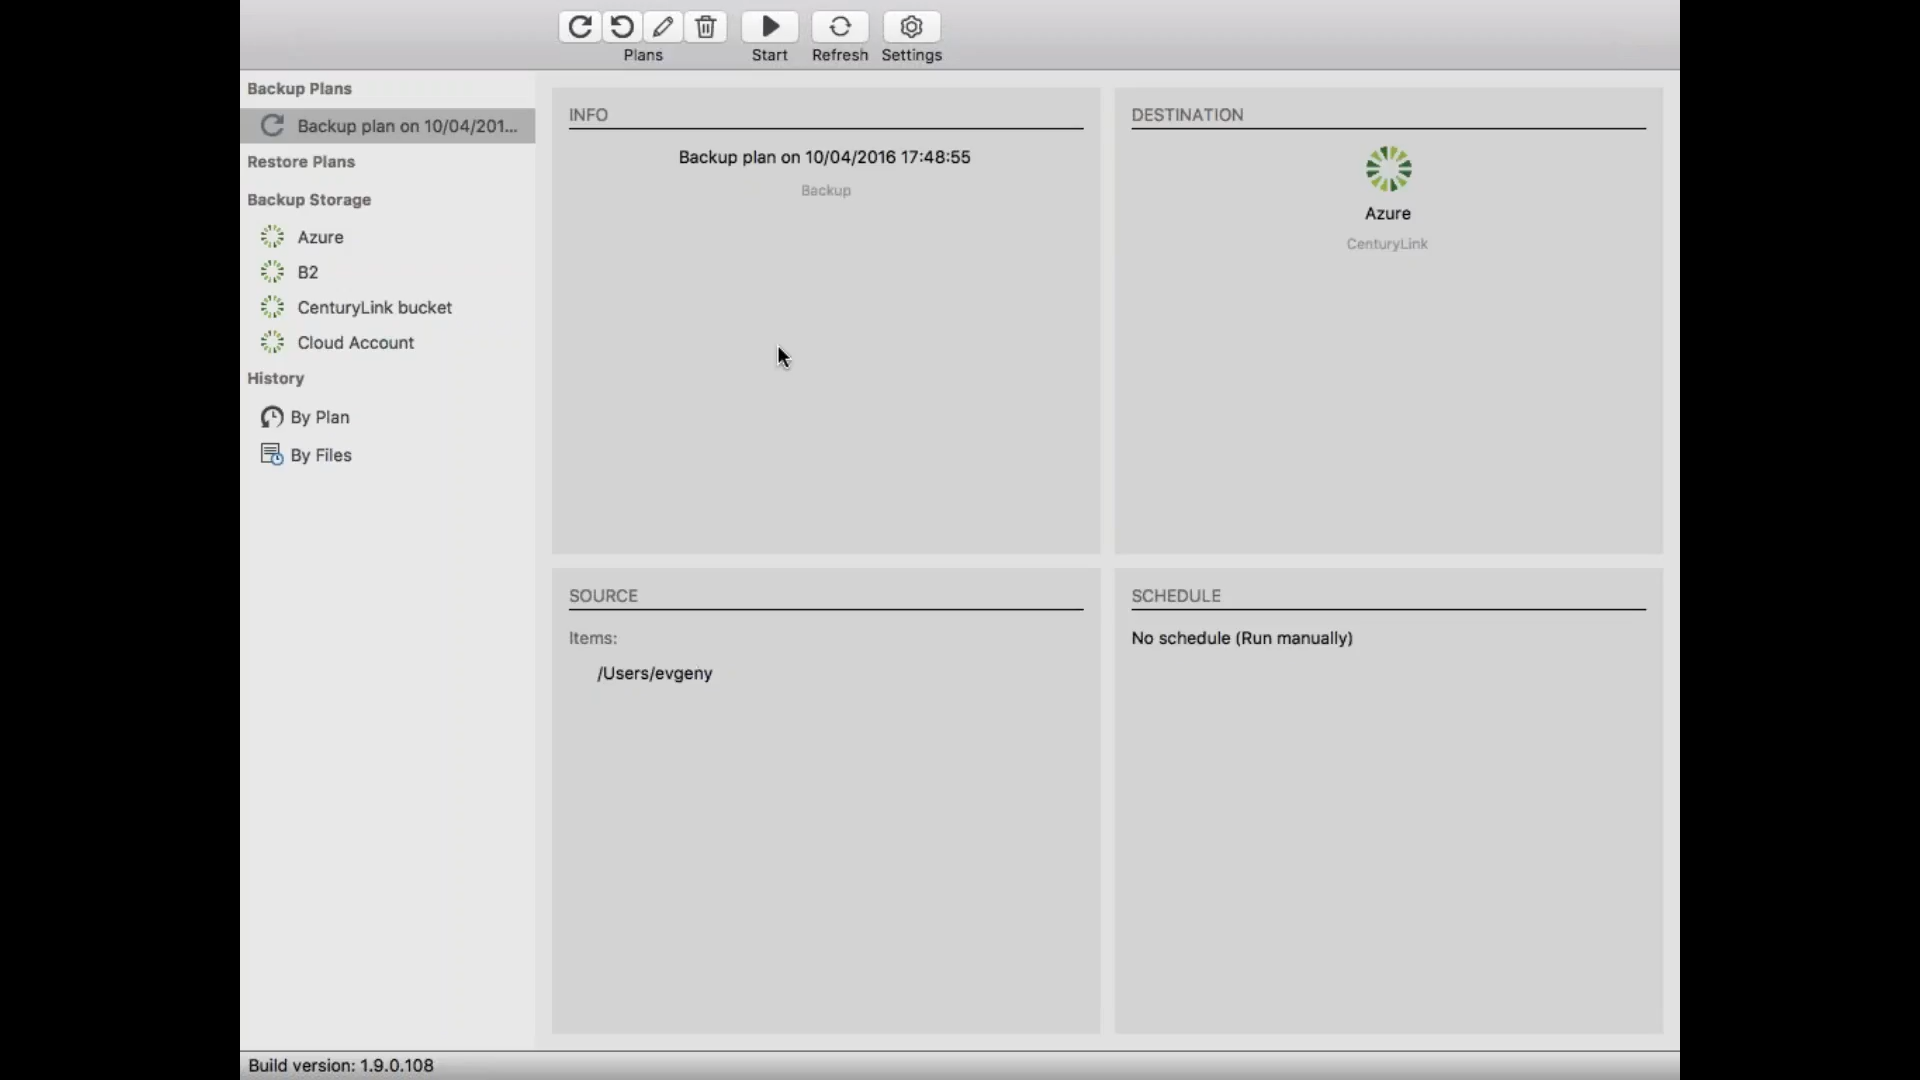 Plans
Start
Refresh
Settings
Backup Plans
Backup plan on 10/04/201...
Restore Plans
Backup Storage
Azure
B2
CenturyLink bucket
Cloud Account
History
By Plan
By Files
INFO
Backup plan on 10/04/2016 17:48:55
Backup
DESTINATION
Azure
CenturyLink
SOURCE
Items:
/Users/evgeny
SCHEDULE
No schedule (Run manually)
Build version: 1.9.0.108